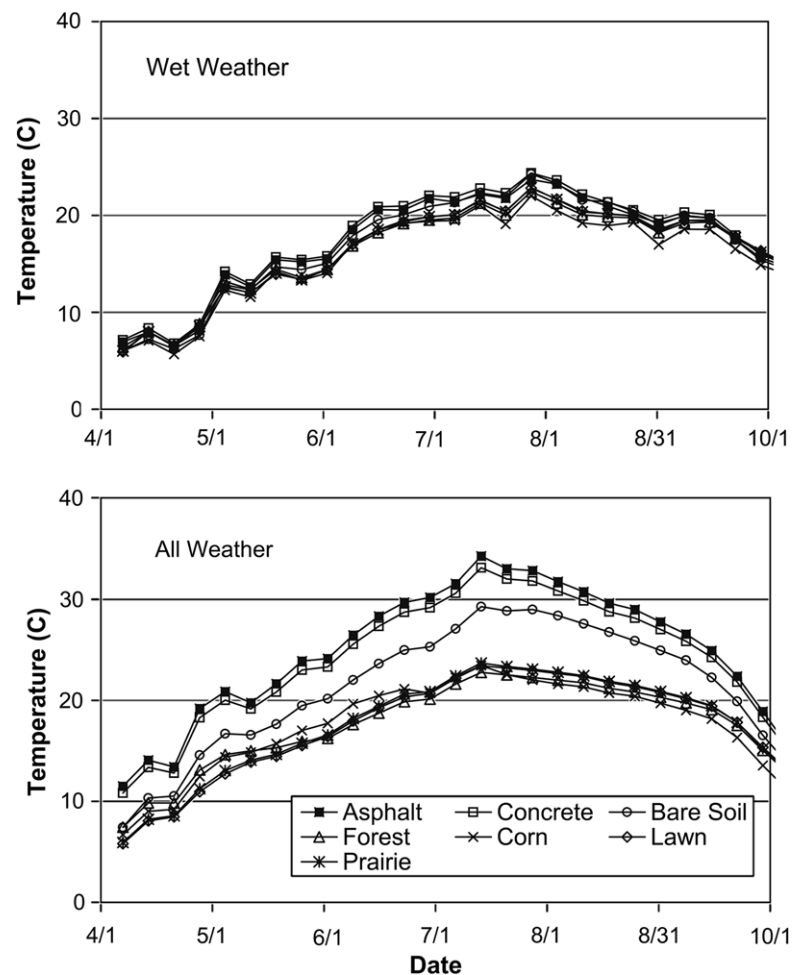 40
Wet Weather
30
Temperature (C)
20
10
0
4/1 5/1 6/1 7/1 8/1 8/31 10/1
40
All Weather
30
Temperature (C)
20
10
Asphalt Concrete Bare Soil
Forest Corn Lawn
Prairie
0
4/1 5/1 6/1 7/1 8/1 8/31 10/1
Date